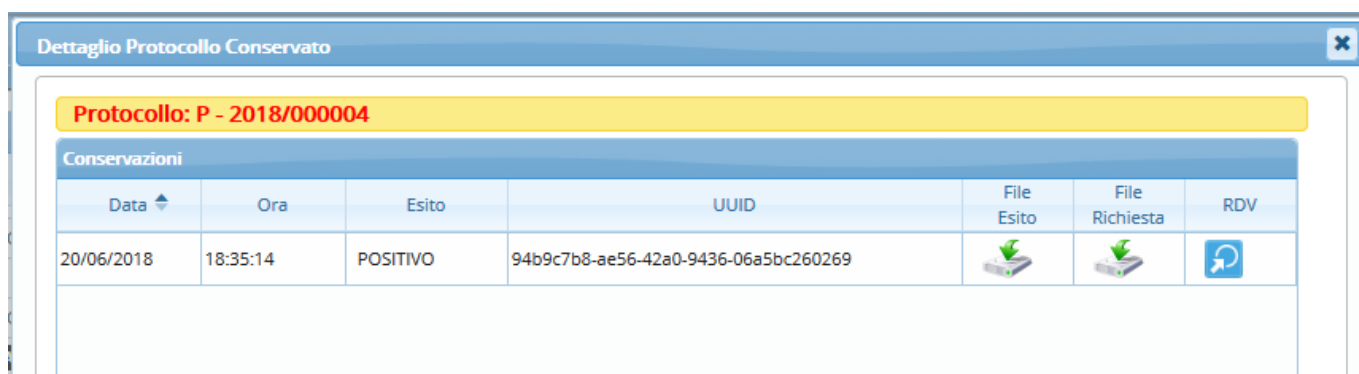 Dettaglio Protocollo Conservato
Protocollo: P - 2018/000004
Conservazioni
Data Ora Esito UUID File Esito File Richiesta RDV
20/06/2018 18:35:14 POSITIVO 94b9c7b8-ae56-42a0-9436-06a5bc260269